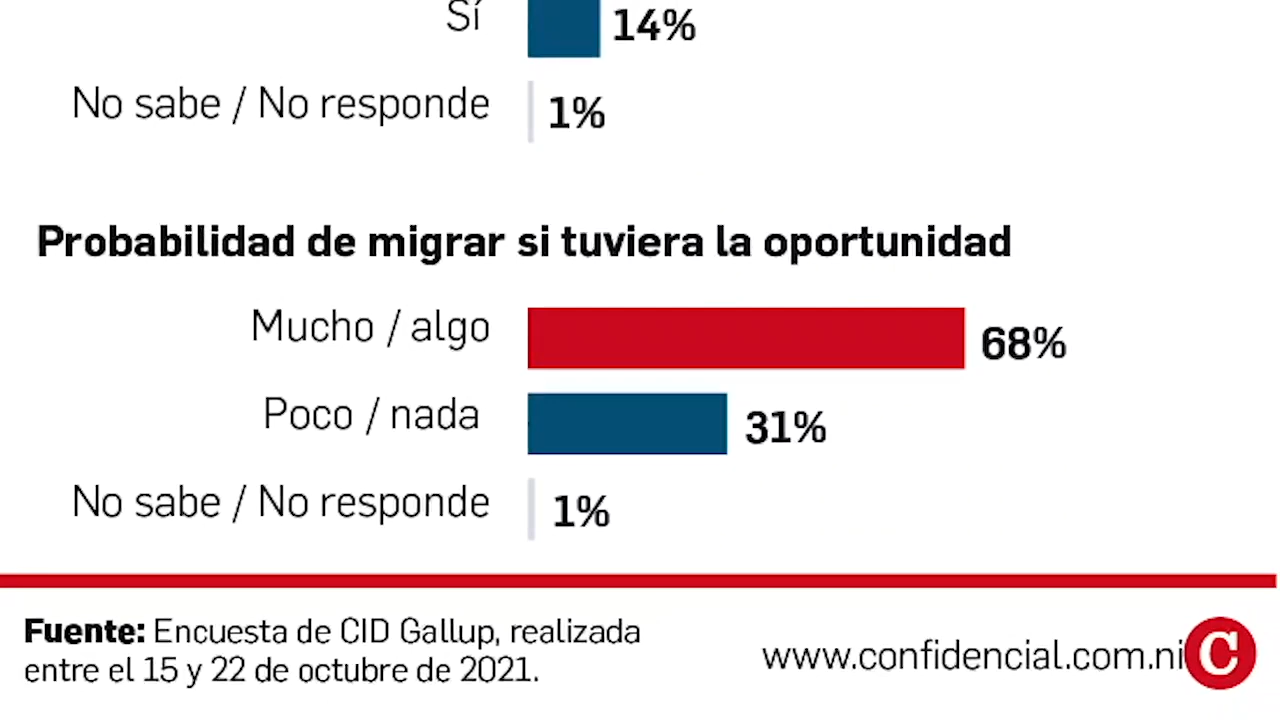 Sí 14%
No sabe / No responde 1%
Probabilidad de migrar si tuviera la oportunidad
Mucho / algo 68%
Poco / nada 31%
No sabe / No responde 1%
Fuente: Encuesta de CID Gallup, realizada
entre el 15 y 22 de octubre de 2021.
www.confidencial.com.ni C